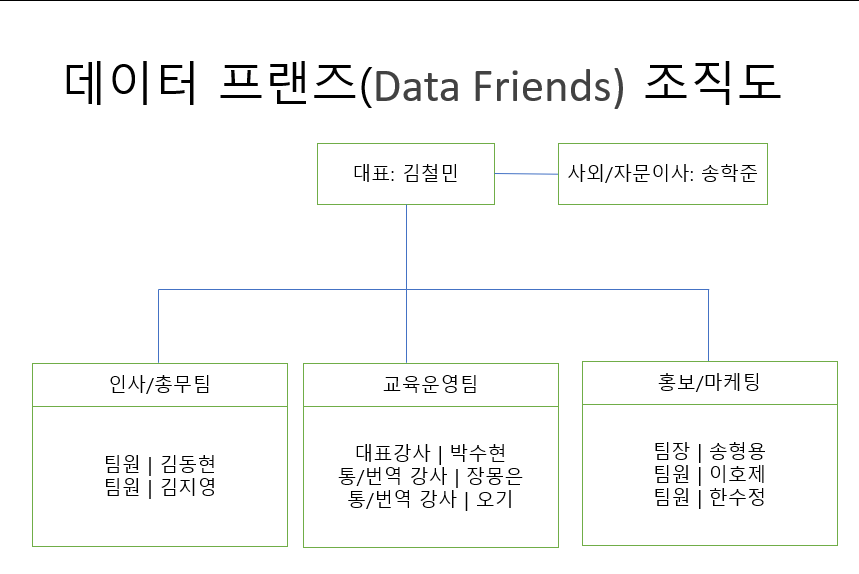 데이터 프랜즈(Data Friends) 조직도
대표: 김철민
사외/자문이사: 송학준
인사/총무팀
팀원 | 김동현
팀원 | 김지영
교육운영팀
대표강사 | 박수현
통/번역 강사 | 장몽은
통/번역 강사 | 오기
홍보/마케팅
팀장 | 송형용
팀원 | 이호제
팀원 | 한수정